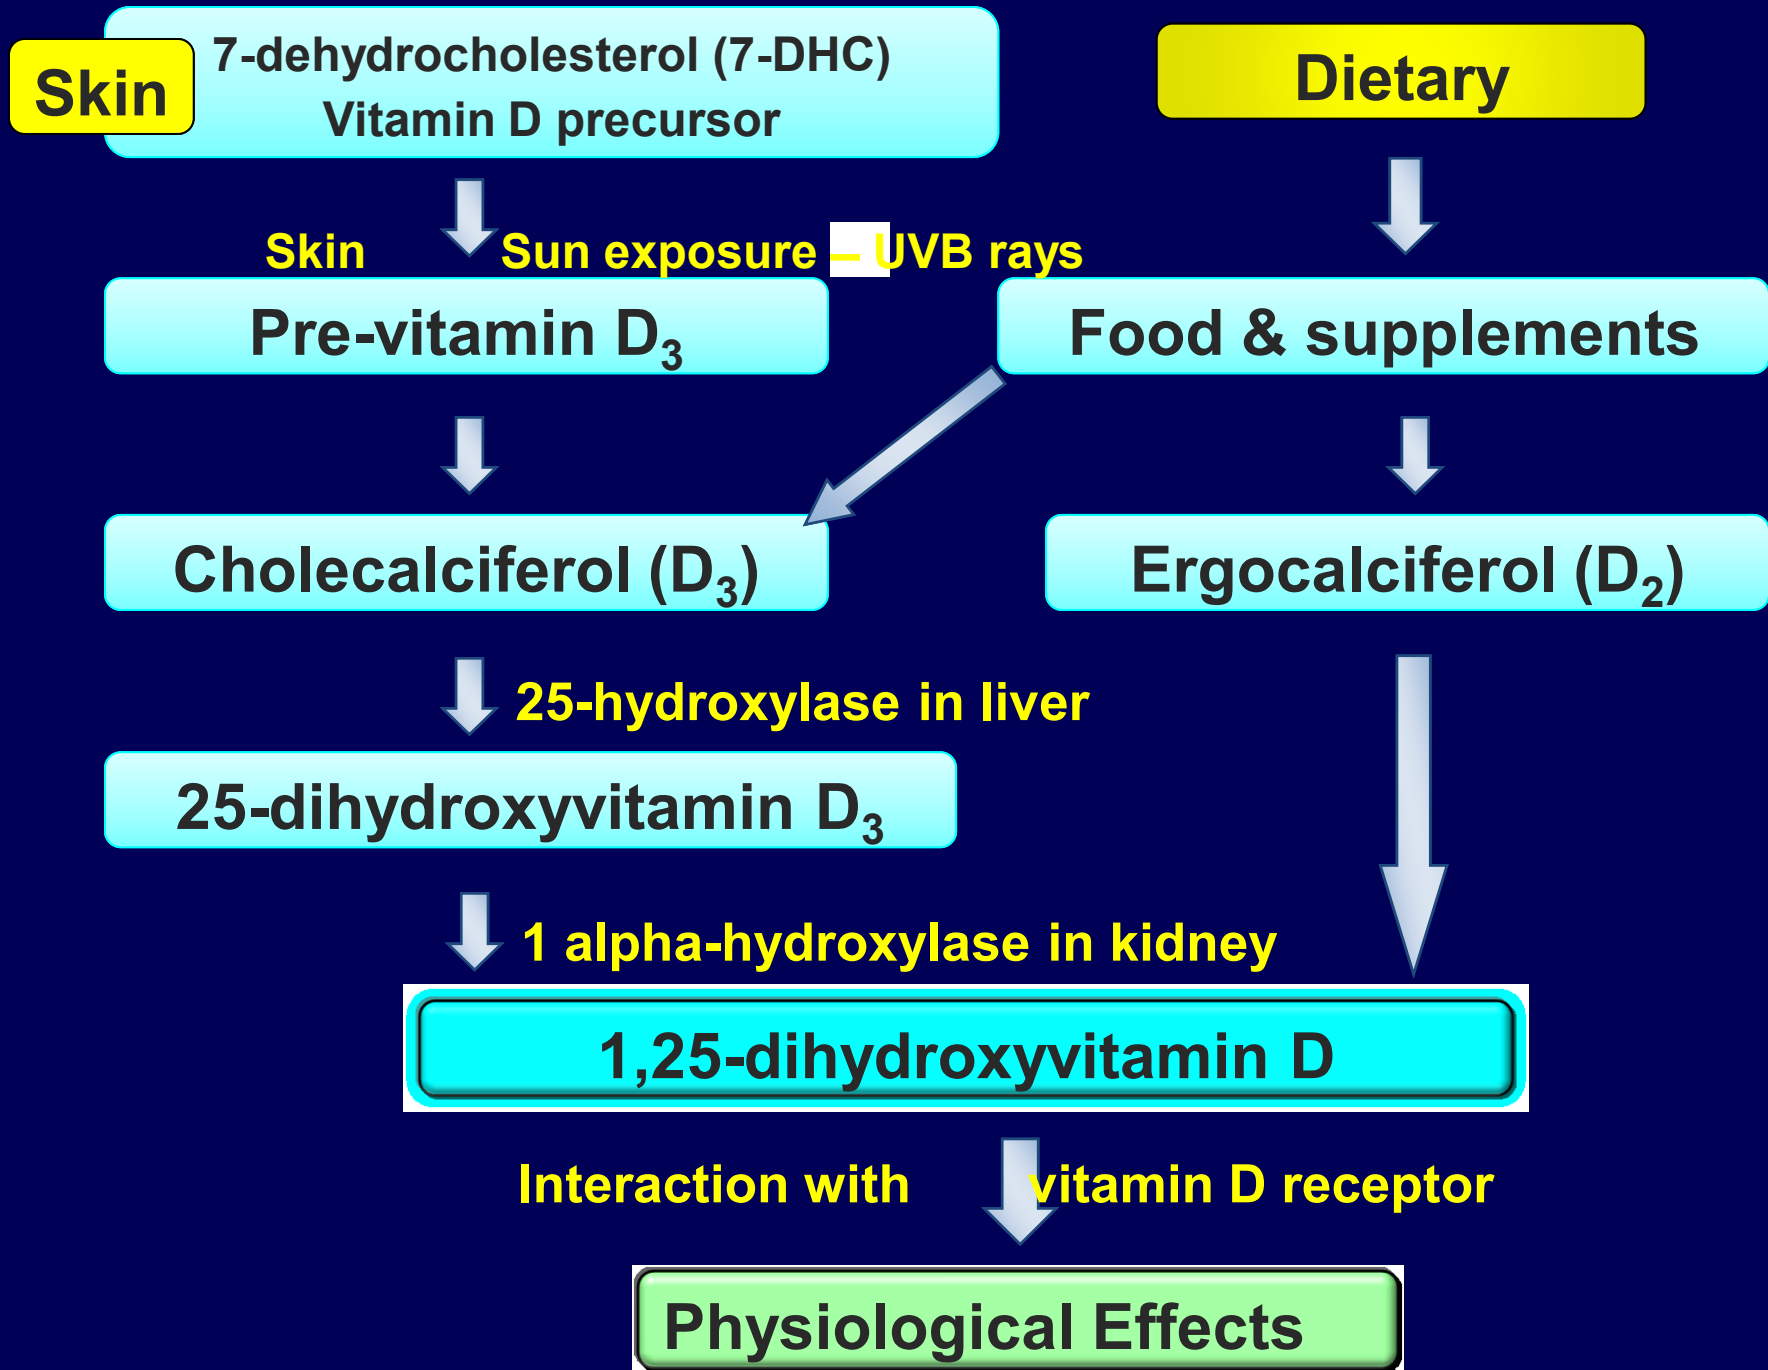 Skin
7-dehydrocholesterol (7-DHC)
Vitamin D precursor
Dietary
Skin Sun exposure – UVB rays
Pre-vitamin D₃
Food & supplements
Cholecalciferol (D₃)
Ergocalciferol (D₂)
25-hydroxylase in liver
25-dihydroxyvitamin D₃
1 alpha-hydroxylase in kidney
1,25-dihydroxyvitamin D
Interaction with vitamin D receptor
Physiological Effects